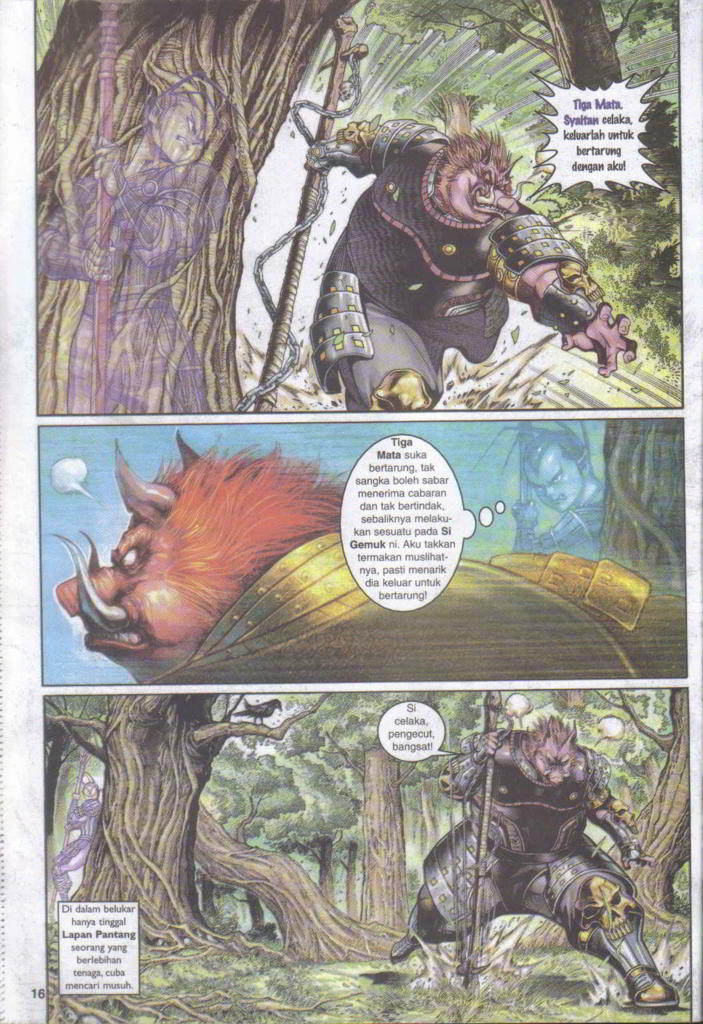 Tiga Mata,
Syaitan celaka,
keluarlah untuk
bertarung
dengan aku!
Tiga
Mata suka
bertarung, tak
sangka boleh sabar
menerima cabaran
dan tak bertindak,
sebaliknya melaku-
kan sesuatu pada Si
Gemuk ni. Aku takkan
termakan muslihat-
nya, pasti menarik
dia keluar untuk
bertarung!
Si
celaka,
pengecut,
bangsat!
Di dalam belukar
hanya tinggal
Lapan Pantang
seorang yang
berlebihan
tenaga, cuba
mencari musuh.
16